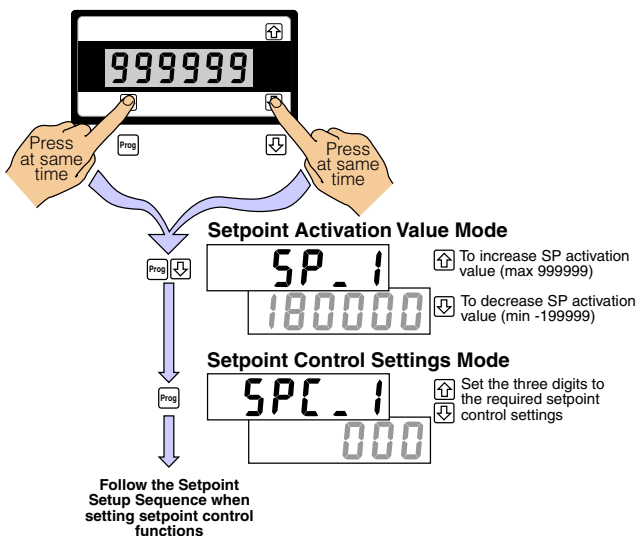 999999
Press
at same
time
Prog
Press
at same
time
Setpoint Activation Value Mode
Prog
SP_1
180000
To increase SP activation
value (max 999999)
To decrease SP activation
value (min -199999)
Setpoint Control Settings Mode
Prog
SPC_1
000
Set the three digits to
the required setpoint
control settings
Follow the Setpoint
Setup Sequence when
setting setpoint control
functions